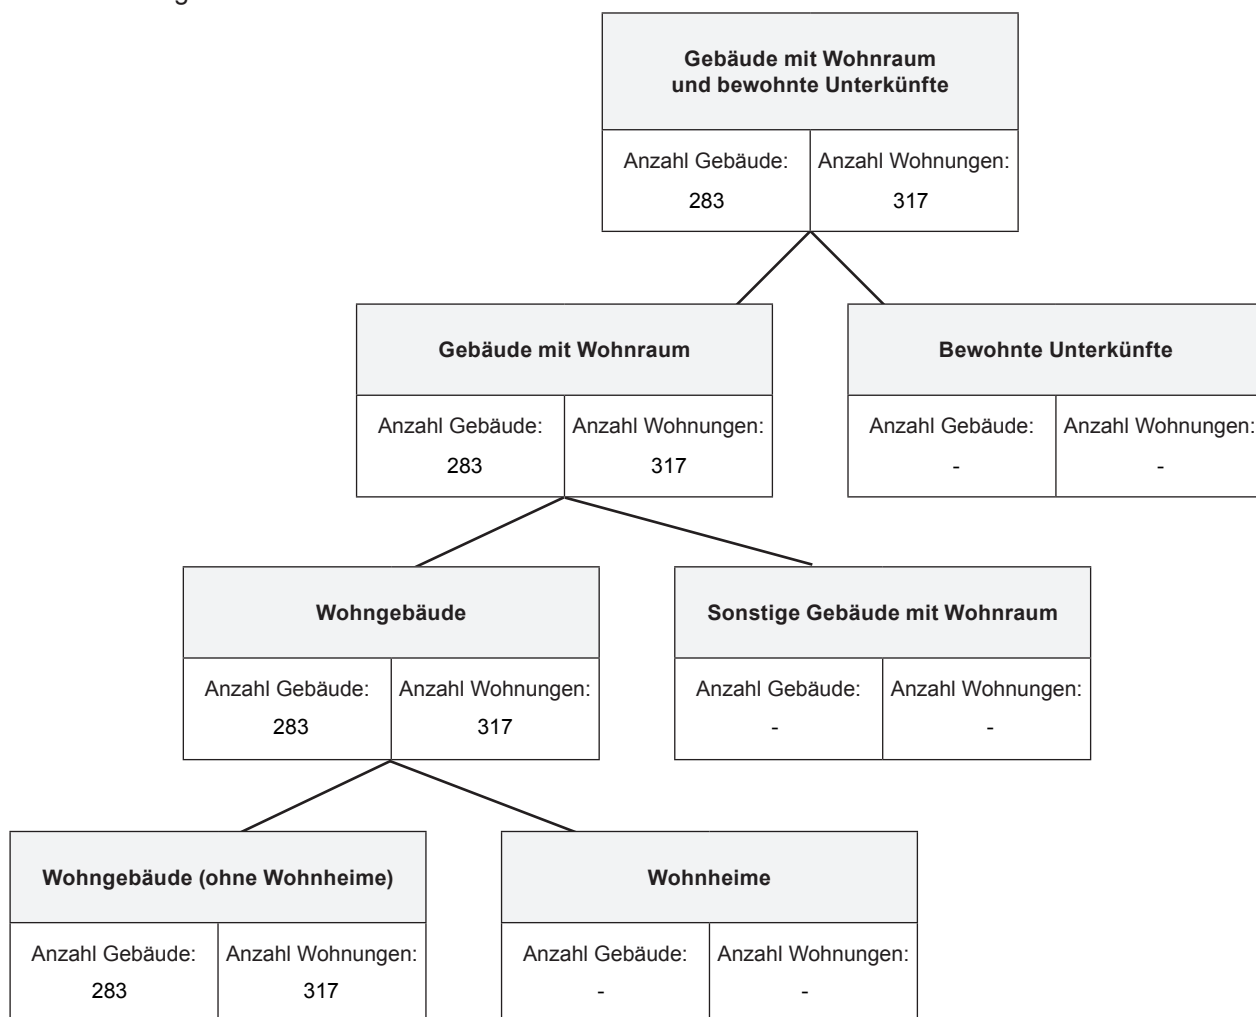 Gebäude mit Wohnraum
und bewohnte Unterkünfte
Anzahl Gebäude: Anzahl Wohnungen:
283 317
Gebäude mit Wohnraum
Anzahl Gebäude: Anzahl Wohnungen:
283 317
Bewohnte Unterkünfte
Anzahl Gebäude: Anzahl Wohnungen:
- -
Wohngebäude
Anzahl Gebäude: Anzahl Wohnungen:
283 317
Sonstige Gebäude mit Wohnraum
Anzahl Gebäude: Anzahl Wohnungen:
- -
Wohngebäude (ohne Wohnheime)
Anzahl Gebäude: Anzahl Wohnungen:
283 317
Wohnheime
Anzahl Gebäude: Anzahl Wohnungen:
- -